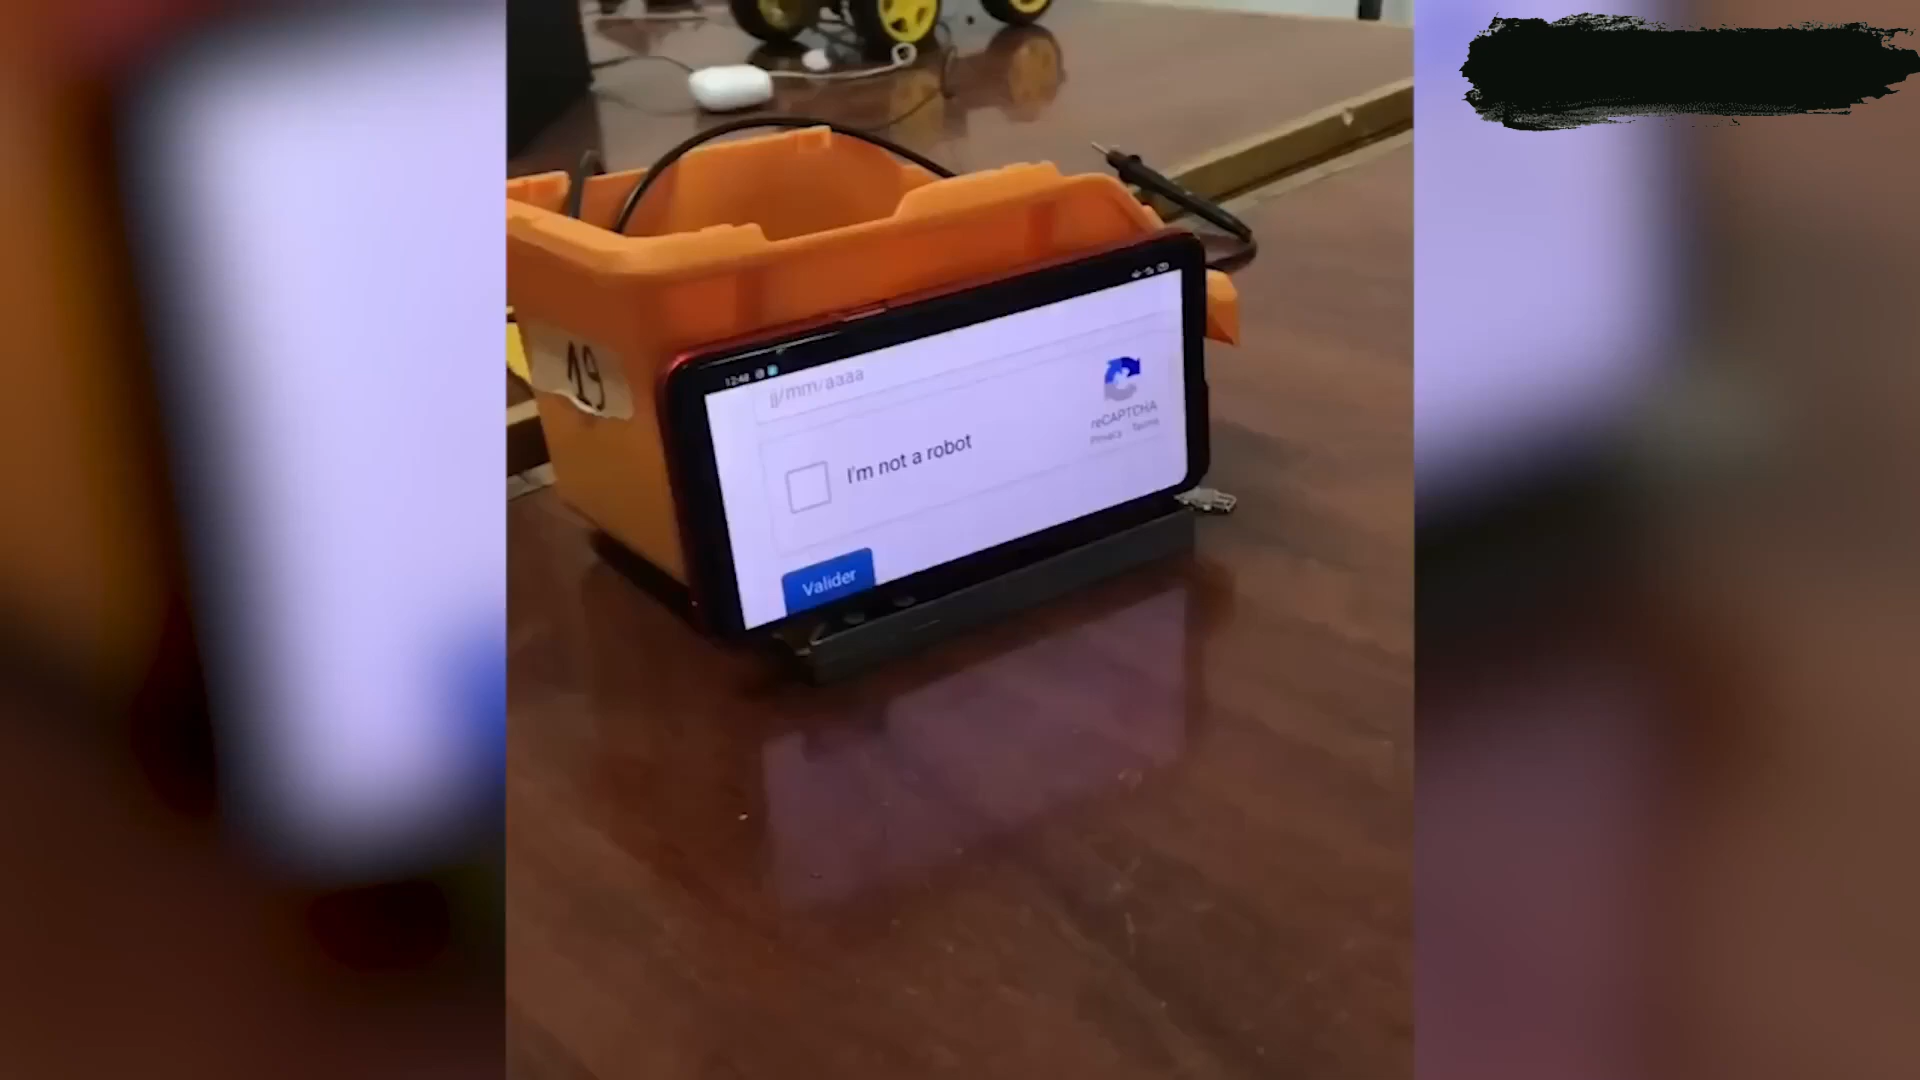 19
12:48
jj/mm/aaaa
I'm not a robot
reCAPTCHA
Privacy - Terms
Valider